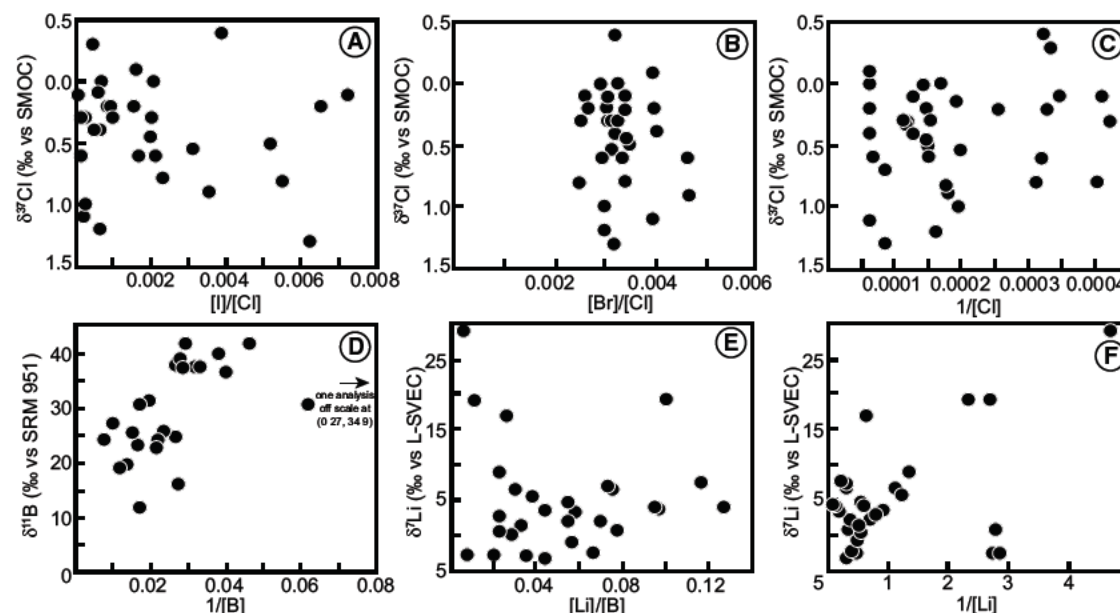 0.5
0.0
0.5
1.0
1.5
δ37Cl (‰ vs SMOC)
A
0.002 0.004 0.006 0.008
[I]/[Cl]
0.5
0.0
0.5
1.0
1.5
δ37Cl (‰ vs SMOC)
B
0.002 0.004 0.006
[Br]/[Cl]
0.5
0.0
0.5
1.0
1.5
δ37Cl (‰ vs SMOC)
C
0.0001 0.0002 0.0003 0.0004
1/[Cl]
40
30
20
10
0
δ11B (‰ vs SRM 951)
D
one analysis
off scale at
(0 27, 34 9)
0.02 0.04 0.06 0.08
1/[B]
25
15
5
5
δ7Li (‰ vs L-SVEC)
E
0.04 0.08 0.12
[Li]/[B]
25
15
5
5
δ7Li (‰ vs L-SVEC)
F
1 2 3 4
1/[Li]